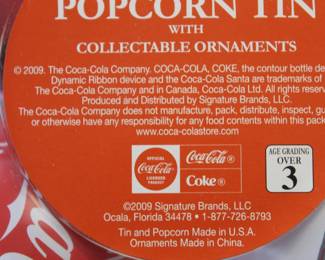 POPCORN TIN
WITH
COLLECTABLE ORNAMENTS
© 2009. The Coca-Cola Company. COCA-COLA, COKE, the contour bottle de
Dynamic Ribbon device and the Coca-Cola Santa are trademarks of
The Coca-Cola Company and in Canada, Coca-Cola Ltd. All rights
Produced and Distributed by Signature Brands, LLC.
The Coca-Cola Company does not manufacture, pack, distribute, inspect, gu
or otherwise have any responsibility for any food contents within this pack
www.coca-colastore.com
OFFICIAL
Coca-Cola
LICENSED
PRODUCT
Coca-Cola®
Coke®
AGE GRADING
OVER
3
©2009 Signature Brands, LLC
Ocala, Florida 34478 • 1-877-726-8793
Tin and Popcorn Made in U.S.A.
Ornaments Made in China.